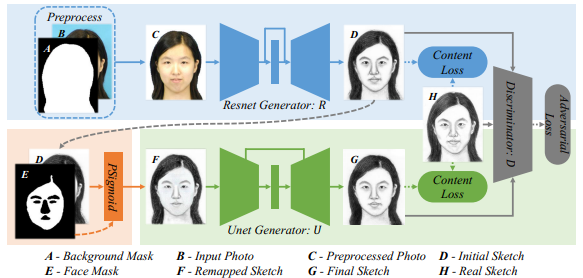 Preprocess
B
A
C
D
Content
Loss
Resnet Generator: R
H
Discriminator: D
Adversarial
Loss
D
E
PSigmoid
F
G
Content
Loss
Unet Generator: U
A - Background Mask B - Input Photo C - Preprocessed Photo D - Initial Sketch
E - Face Mask F - Remapped Sketch G - Final Sketch H - Real Sketch